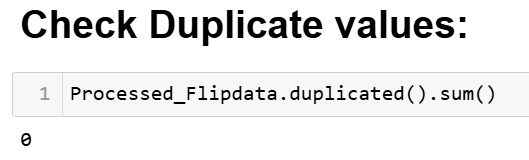 Check Duplicate values:
1 Processed_Flipdata.duplicated().sum()
0